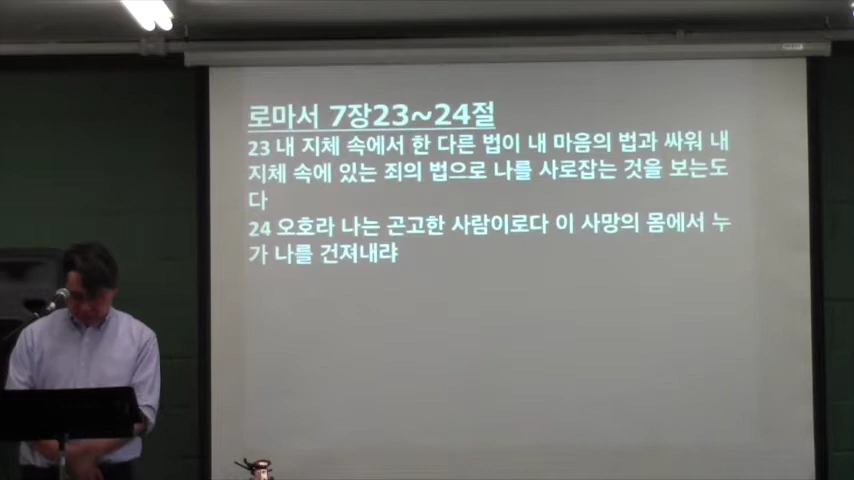 로마서 7장23~24절
23 내 지체 속에서 한 다른 법이 내 마음의 법과 싸워 내
지체 속에 있는 죄의 법으로 나를 사로잡는 것을 보는도
다
24 오호라 나는 곤고한 사람이로다 이 사망의 몸에서 누
가 나를 건져내랴